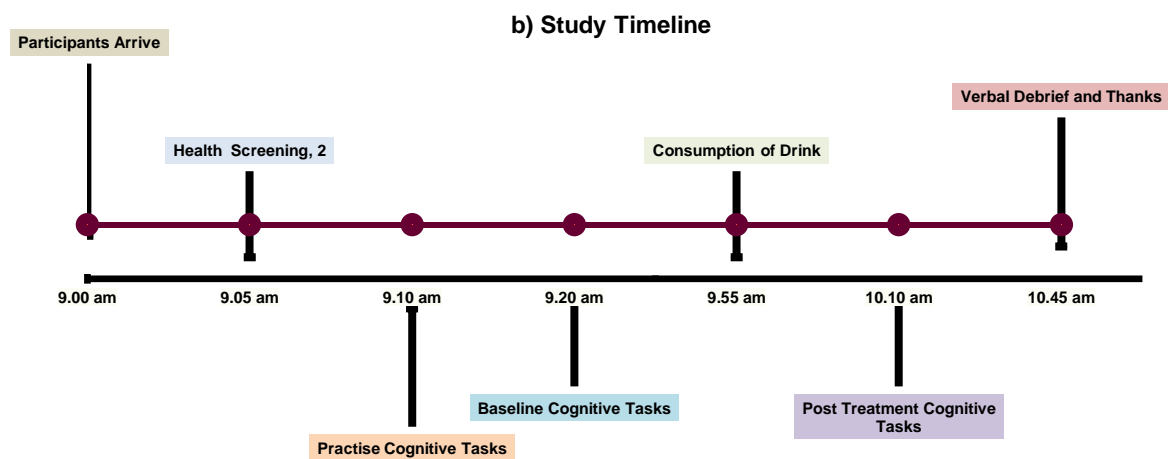 b) Study Timeline
Participants Arrive
Verbal Debrief and Thanks
Health Screening, 2
Consumption of Drink
9.00 am
9.05 am
9.10 am
9.20 am
9.55 am
10.10 am
10.45 am
Baseline Cognitive Tasks
Post Treatment Cognitive
Tasks
Practise Cognitive Tasks